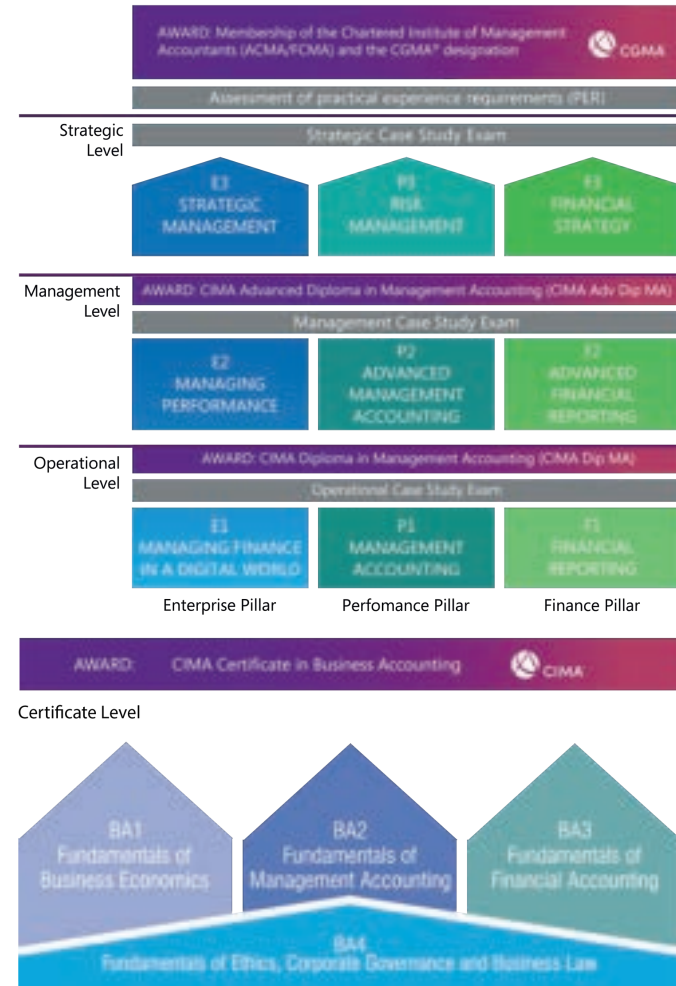 AWARD: Membership of the Chartered Institute of Management
Accountants (ACMA/FCMA) and the CGMA® designation
CGMA
Assessment of practical experience requirements (PER)
Strategic
Level
Strategic Case Study Exam
E3
STRATEGIC
MANAGEMENT
P3
RISK
MANAGEMENT
F3
FINANCIAL
STRATEGY
Management
Level
AWARD: CIMA Advanced Diploma in Management Accounting (CIMA Adv Dip MA)
Management Case Study Exam
E2
MANAGING
PERFORMANCE
P2
ADVANCED
MANAGEMENT
ACCOUNTING
F2
ADVANCED
FINANCIAL
REPORTING
Operational
Level
AWARD: CIMA Diploma in Management Accounting (CIMA Dip MA)
Operational Case Study Exam
E1
MANAGING FINANCE
IN A DIGITAL WORLD
P1
MANAGEMENT
ACCOUNTING
F1
FINANCIAL
REPORTING
Enterprise Pillar
Perfomance Pillar
Finance Pillar
AWARD: CIMA Certificate in Business Accounting
CIMA
Certificate Level
BA1
Fundamentals of
Business Economics
BA2
Fundamentals of
Management Accounting
BA3
Fundamentals of
Financial Accounting
BA4
Fundamentals of Ethics, Corporate Governance and Business Law